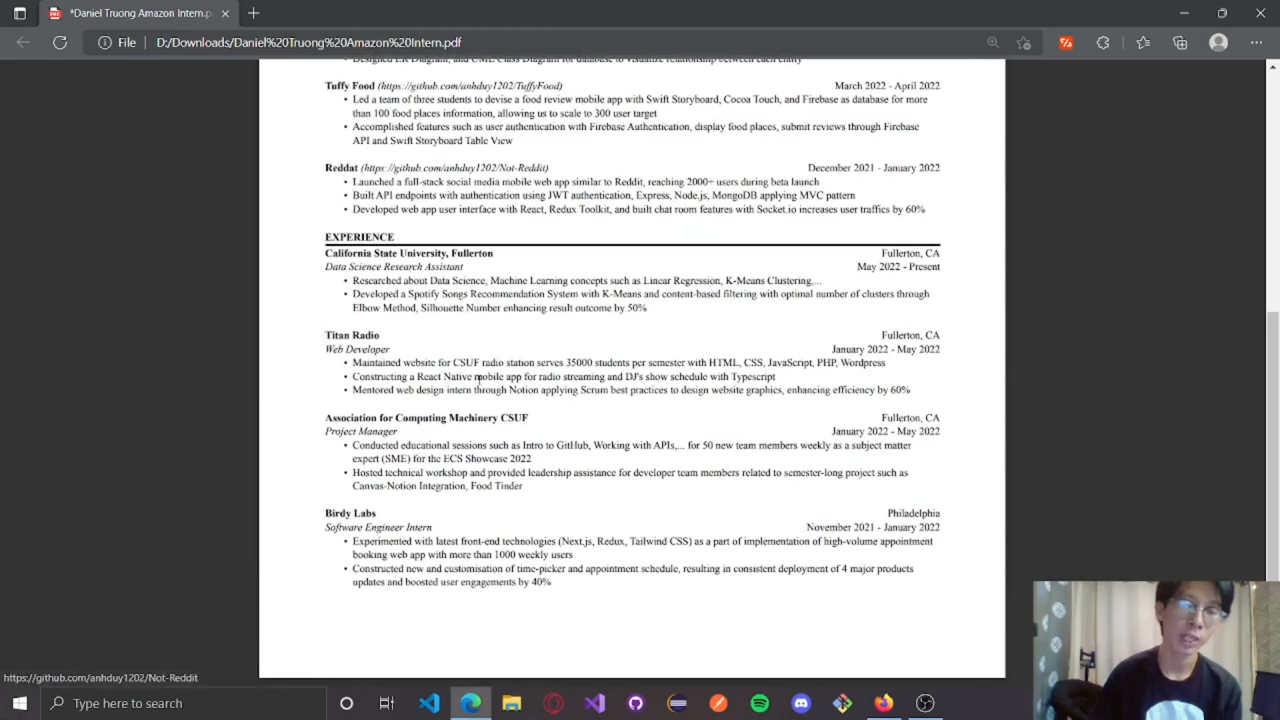 *Daniel Truong Amazon Intern.p
File D:/Downloads/Daniel%20Truong%20Amazon%20Intern.pdf
Designed ER Diagram, and UML Class Diagram for database to visualize relationship between each entity
Tuffy Food (https://github.com/anhduy1202/TuffyFood) March 2022 - April 2022
• Led a team of three students to devise a food review mobile app with Swift Storyboard, Cocoa Touch, and Firebase as database for more
than 100 food places information, allowing us to scale to 300 user target
• Accomplished features such as user authentication with Firebase Authentication, display food places, submit reviews through Firebase
API and Swift Storyboard Table View
Reddat (https://github.com/anhduy1202/Not-Reddit) December 2021 - January 2022
• Launched a full-stack social media mobile web app similar to Reddit, reaching 2000+ users during beta launch
• Built API endpoints with authentication using JWT authentication, Express, Node.js, MongoDB applying MVC pattern
• Developed web app user interface with React, Redux Toolkit, and built chat room features with Socket.io increases user traffics by 60%
EXPERIENCE
California State University, Fullerton Fullerton, CA
Data Science Research Assistant May 2022 - Present
• Researched about Data Science, Machine Learning concepts such as Linear Regression, K-Means Clustering,...
• Developed a Spotify Songs Recommendation System with K-Means and content-based filtering with optimal number of clusters through
Elbow Method, Silhouette Number enhancing result outcome by 50%
Titan Radio Fullerton, CA
Web Developer January 2022 - May 2022
• Maintained website for CSUF radio station serves 35000 students per semester with HTML, CSS, JavaScript, PHP, Wordpress
• Constructing a React Native mobile app for radio streaming and DJ's show schedule with Typescript
• Mentored web design intern through Notion applying Scrum best practices to design website graphics, enhancing efficiency by 60%
Association for Computing Machinery CSUF Fullerton, CA
Project Manager January 2022 - May 2022
• Conducted educational sessions such as Intro to GitHub, Working with APIs,... for 50 new team members weekly as a subject matter
expert (SME) for the ECS Showcase 2022
• Hosted technical workshop and provided leadership assistance for developer team members related to semester-long project such as
Canvas-Notion Integration, Food Tinder
Birdy Labs Philadelphia
Software Engineer Intern November 2021 - January 2022
• Experimented with latest front-end technologies (Next.js, Redux, Tailwind CSS) as a part of implementation of high-volume appointment
booking web app with more than 1000 weekly users
• Constructed new and customisation of time-picker and appointment schedule, resulting in consistent deployment of 4 major products
updates and boosted user engagements by 40%
https://github.com/anhduy1202/Not-Reddit
Type here to search